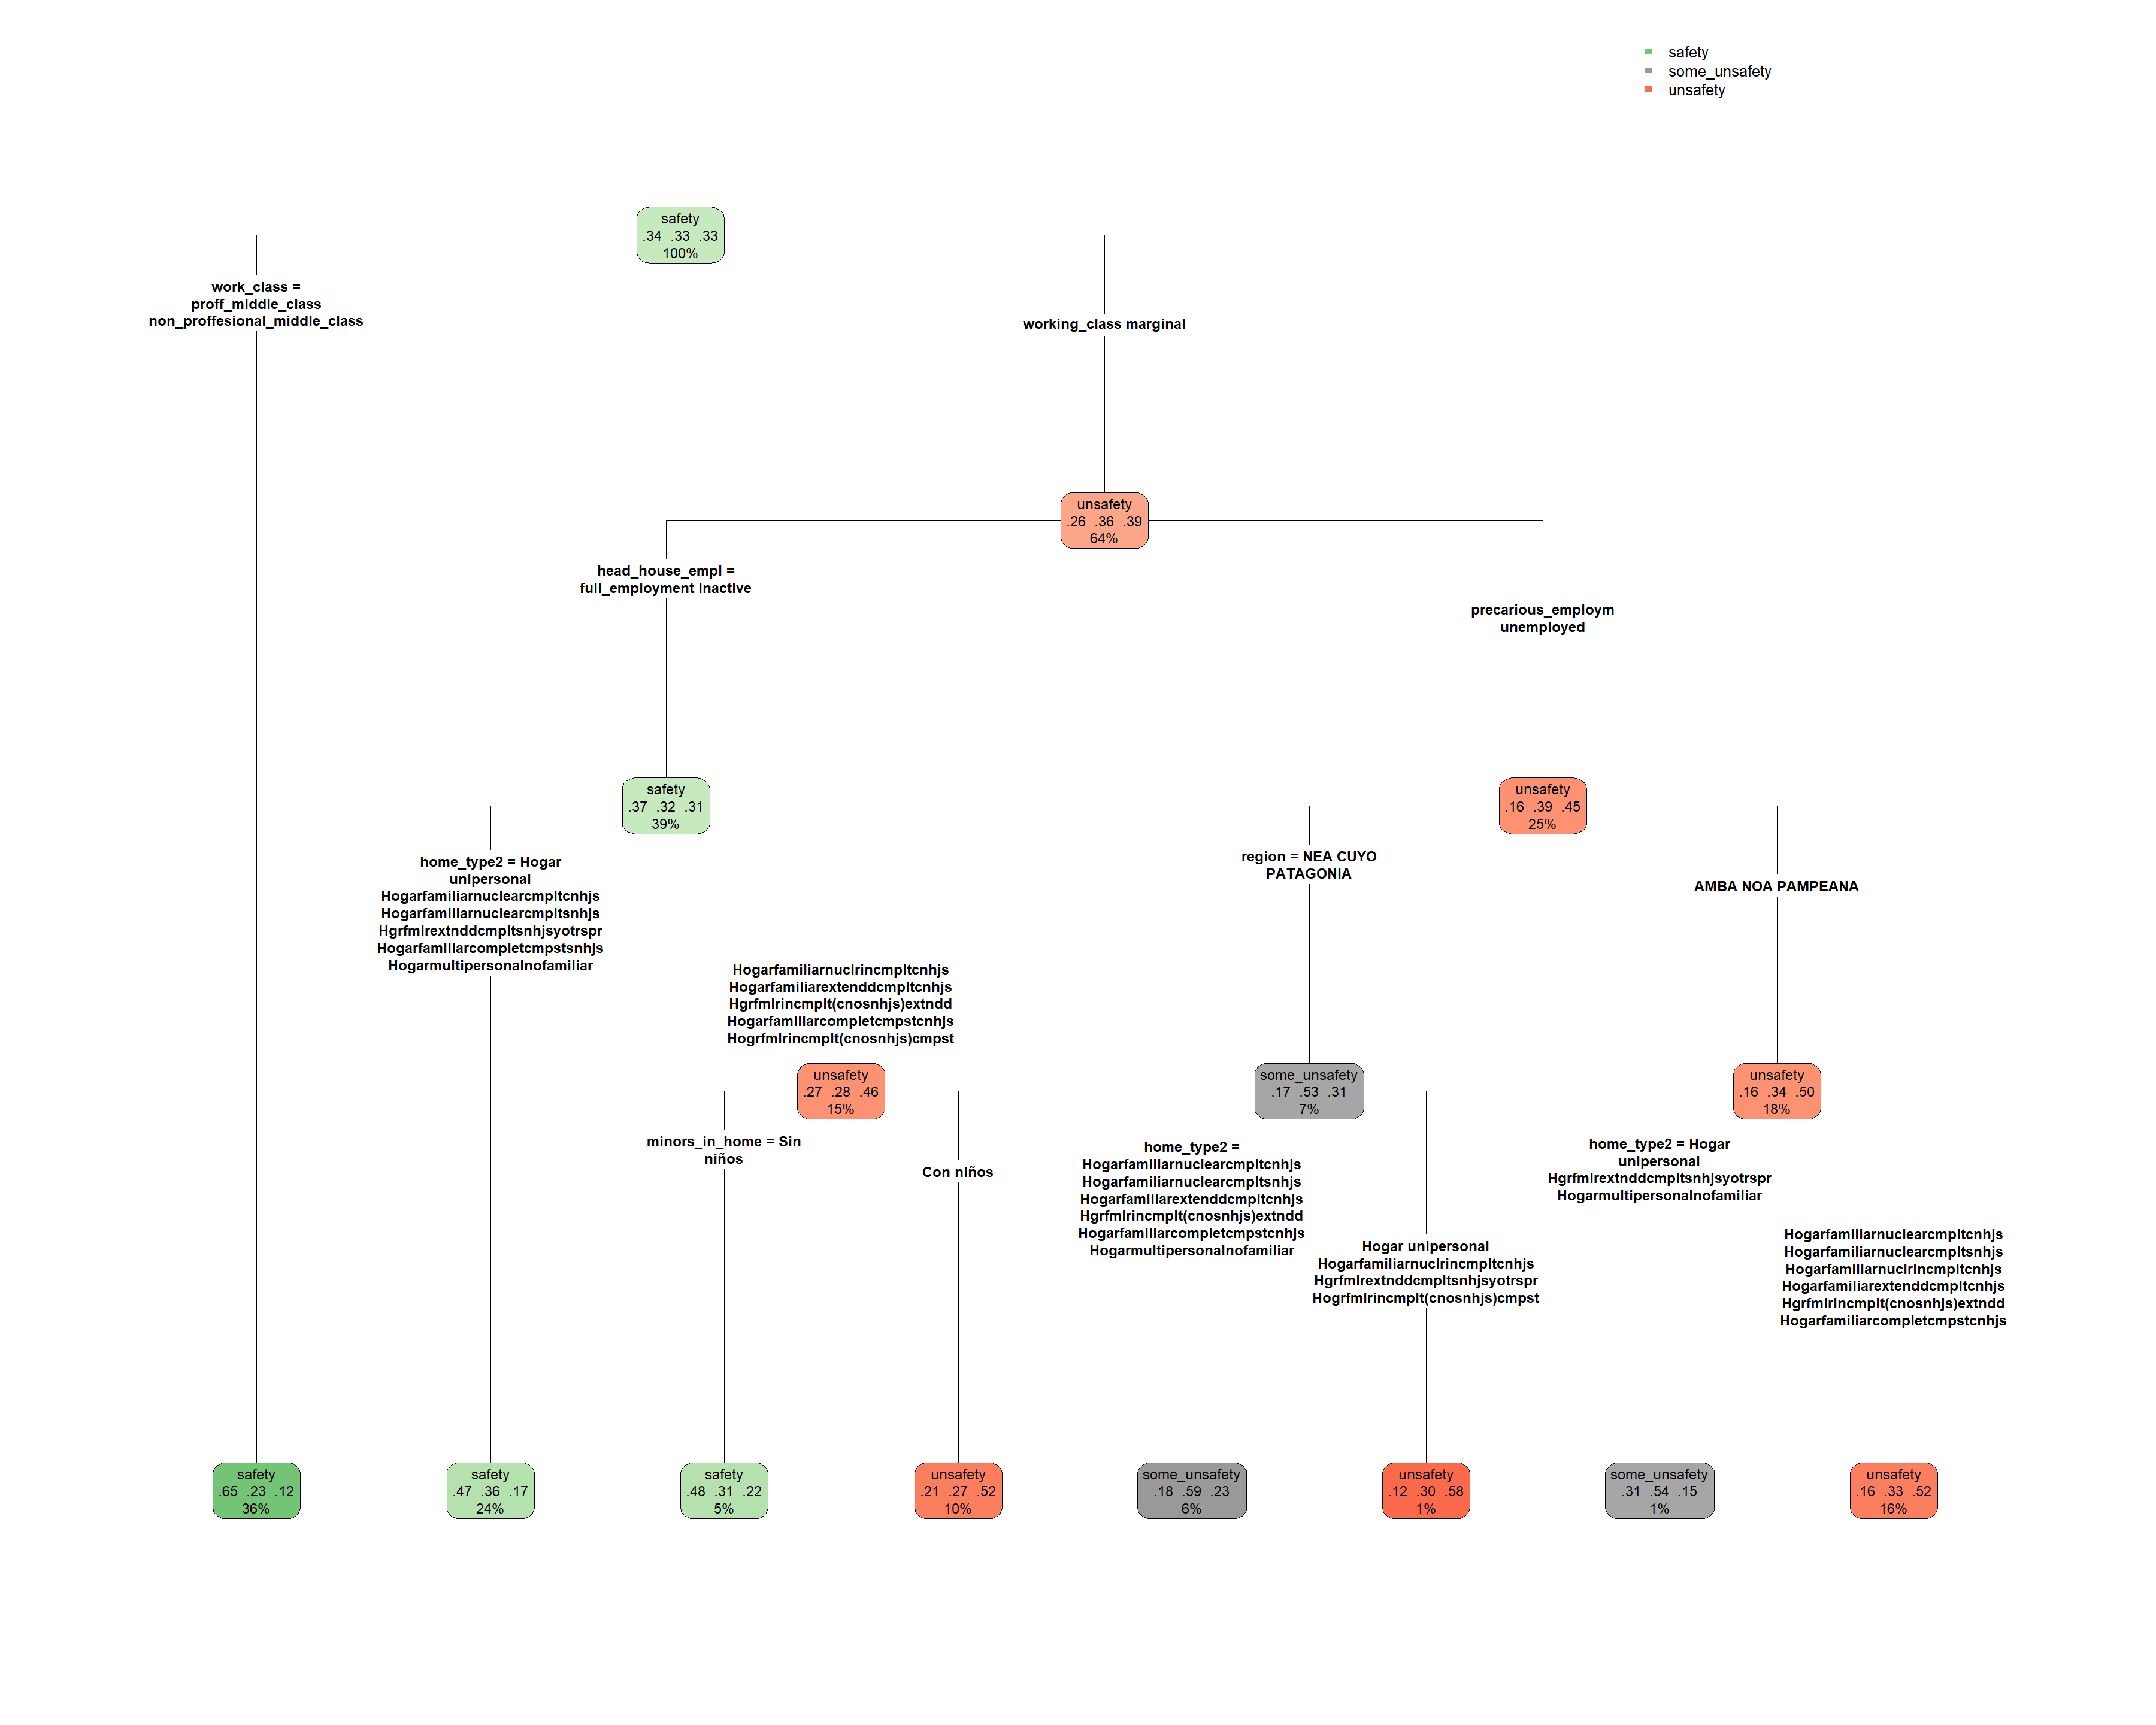 safety
some_unsafety
unsafety
safety
.34 .33 .33
100%
work_class =
proff_middle_class
non_proffesional_middle_class
working_class marginal
unsafety
.26 .36 .39
64%
head_house_empl =
full_employment inactive
precarious_employm
unemployed
safety
.37 .32 .31
39%
unsafety
.16 .39 .45
25%
home_type2 = Hogar
unipersonal
Hogarfamiliarnuclearcmpltcnhjs
Hogarfamiliarnuclearcmpltsnhjs
Hgrfmlrextnddcmpltsnhjsyotrspr
Hogarfamiliarcompletcmpstsnhjs
Hogarmultipersonalnofamiliar
Hogarfamiliarnuclrincmpltcnhjs
Hogarfamiliarextenddcmpltcnhjs
Hgrfmlrincmplt(cnosnhjs)extndd
Hogarfamiliarcompletcmpstcnhjs
Hogrfmlrincmplt(cnosnhjs)cmpst
region = NEA CUYO
PATAGONIA
AMBA NOA PAMPEANA
unsafety
.27 .28 .46
15%
some_unsafety
.17 .53 .31
7%
unsafety
.16 .34 .50
18%
minors_in_home = Sin
niños
Con niños
home_type2 =
Hogarfamiliarnuclearcmpltcnhjs
Hogarfamiliarnuclearcmpltsnhjs
Hogarfamiliarextenddcmpltcnhjs
Hgrfmlrincmplt(cnosnhjs)extndd
Hogarfamiliarcompletcmpstcnhjs
Hogarmultipersonalnofamiliar
Hogar unipersonal
Hogarfamiliarnuclrincmpltcnhjs
Hgrfmlrextnddcmpltsnhjsyotrspr
Hogrfmlrincmplt(cnosnhjs)cmpst
home_type2 = Hogar
unipersonal
Hgrfmlrextnddcmpltsnhjsyotrspr
Hogarmultipersonalnofamiliar
Hogarfamiliarnuclearcmpltcnhjs
Hogarfamiliarnuclearcmpltsnhjs
Hogarfamiliarnuclrincmpltcnhjs
Hogarfamiliarextenddcmpltcnhjs
Hgrfmlrincmplt(cnosnhjs)extndd
Hogarfamiliarcompletcmpstcnhjs
safety
.65 .23 .12
36%
safety
.47 .36 .17
24%
safety
.48 .31 .22
5%
unsafety
.21 .27 .52
10%
some_unsafety
.18 .59 .23
6%
unsafety
.12 .30 .58
1%
some_unsafety
.31 .54 .15
1%
unsafety
.16 .33 .52
16%